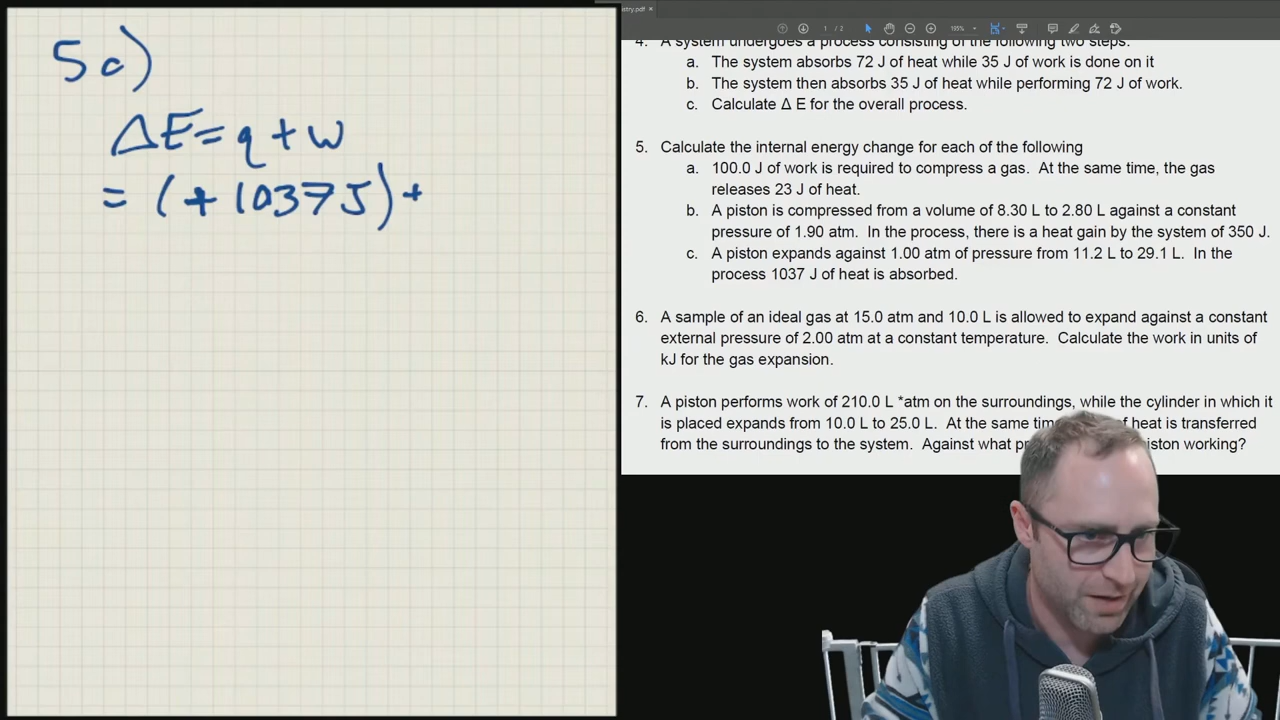 5c)
ΔE = q + w
= (+1037J) +
stry.pdf ×
1 / 2
195%
4. A system undergoes a process consisting of the following two steps:
a. The system absorbs 72 J of heat while 35 J of work is done on it
b. The system then absorbs 35 J of heat while performing 72 J of work.
c. Calculate Δ E for the overall process.
5. Calculate the internal energy change for each of the following
a. 100.0 J of work is required to compress a gas. At the same time, the gas
releases 23 J of heat.
b. A piston is compressed from a volume of 8.30 L to 2.80 L against a constant
pressure of 1.90 atm. In the process, there is a heat gain by the system of 350 J.
c. A piston expands against 1.00 atm of pressure from 11.2 L to 29.1 L. In the
process 1037 J of heat is absorbed.
6. A sample of an ideal gas at 15.0 atm and 10.0 L is allowed to expand against a constant
external pressure of 2.00 atm at a constant temperature. Calculate the work in units of
kJ for the gas expansion.
7. A piston performs work of 210.0 L *atm on the surroundings, while the cylinder in which it
is placed expands from 10.0 L to 25.0 L. At the same of heat is transferred
from the surroundings to the system. Against what piston working?